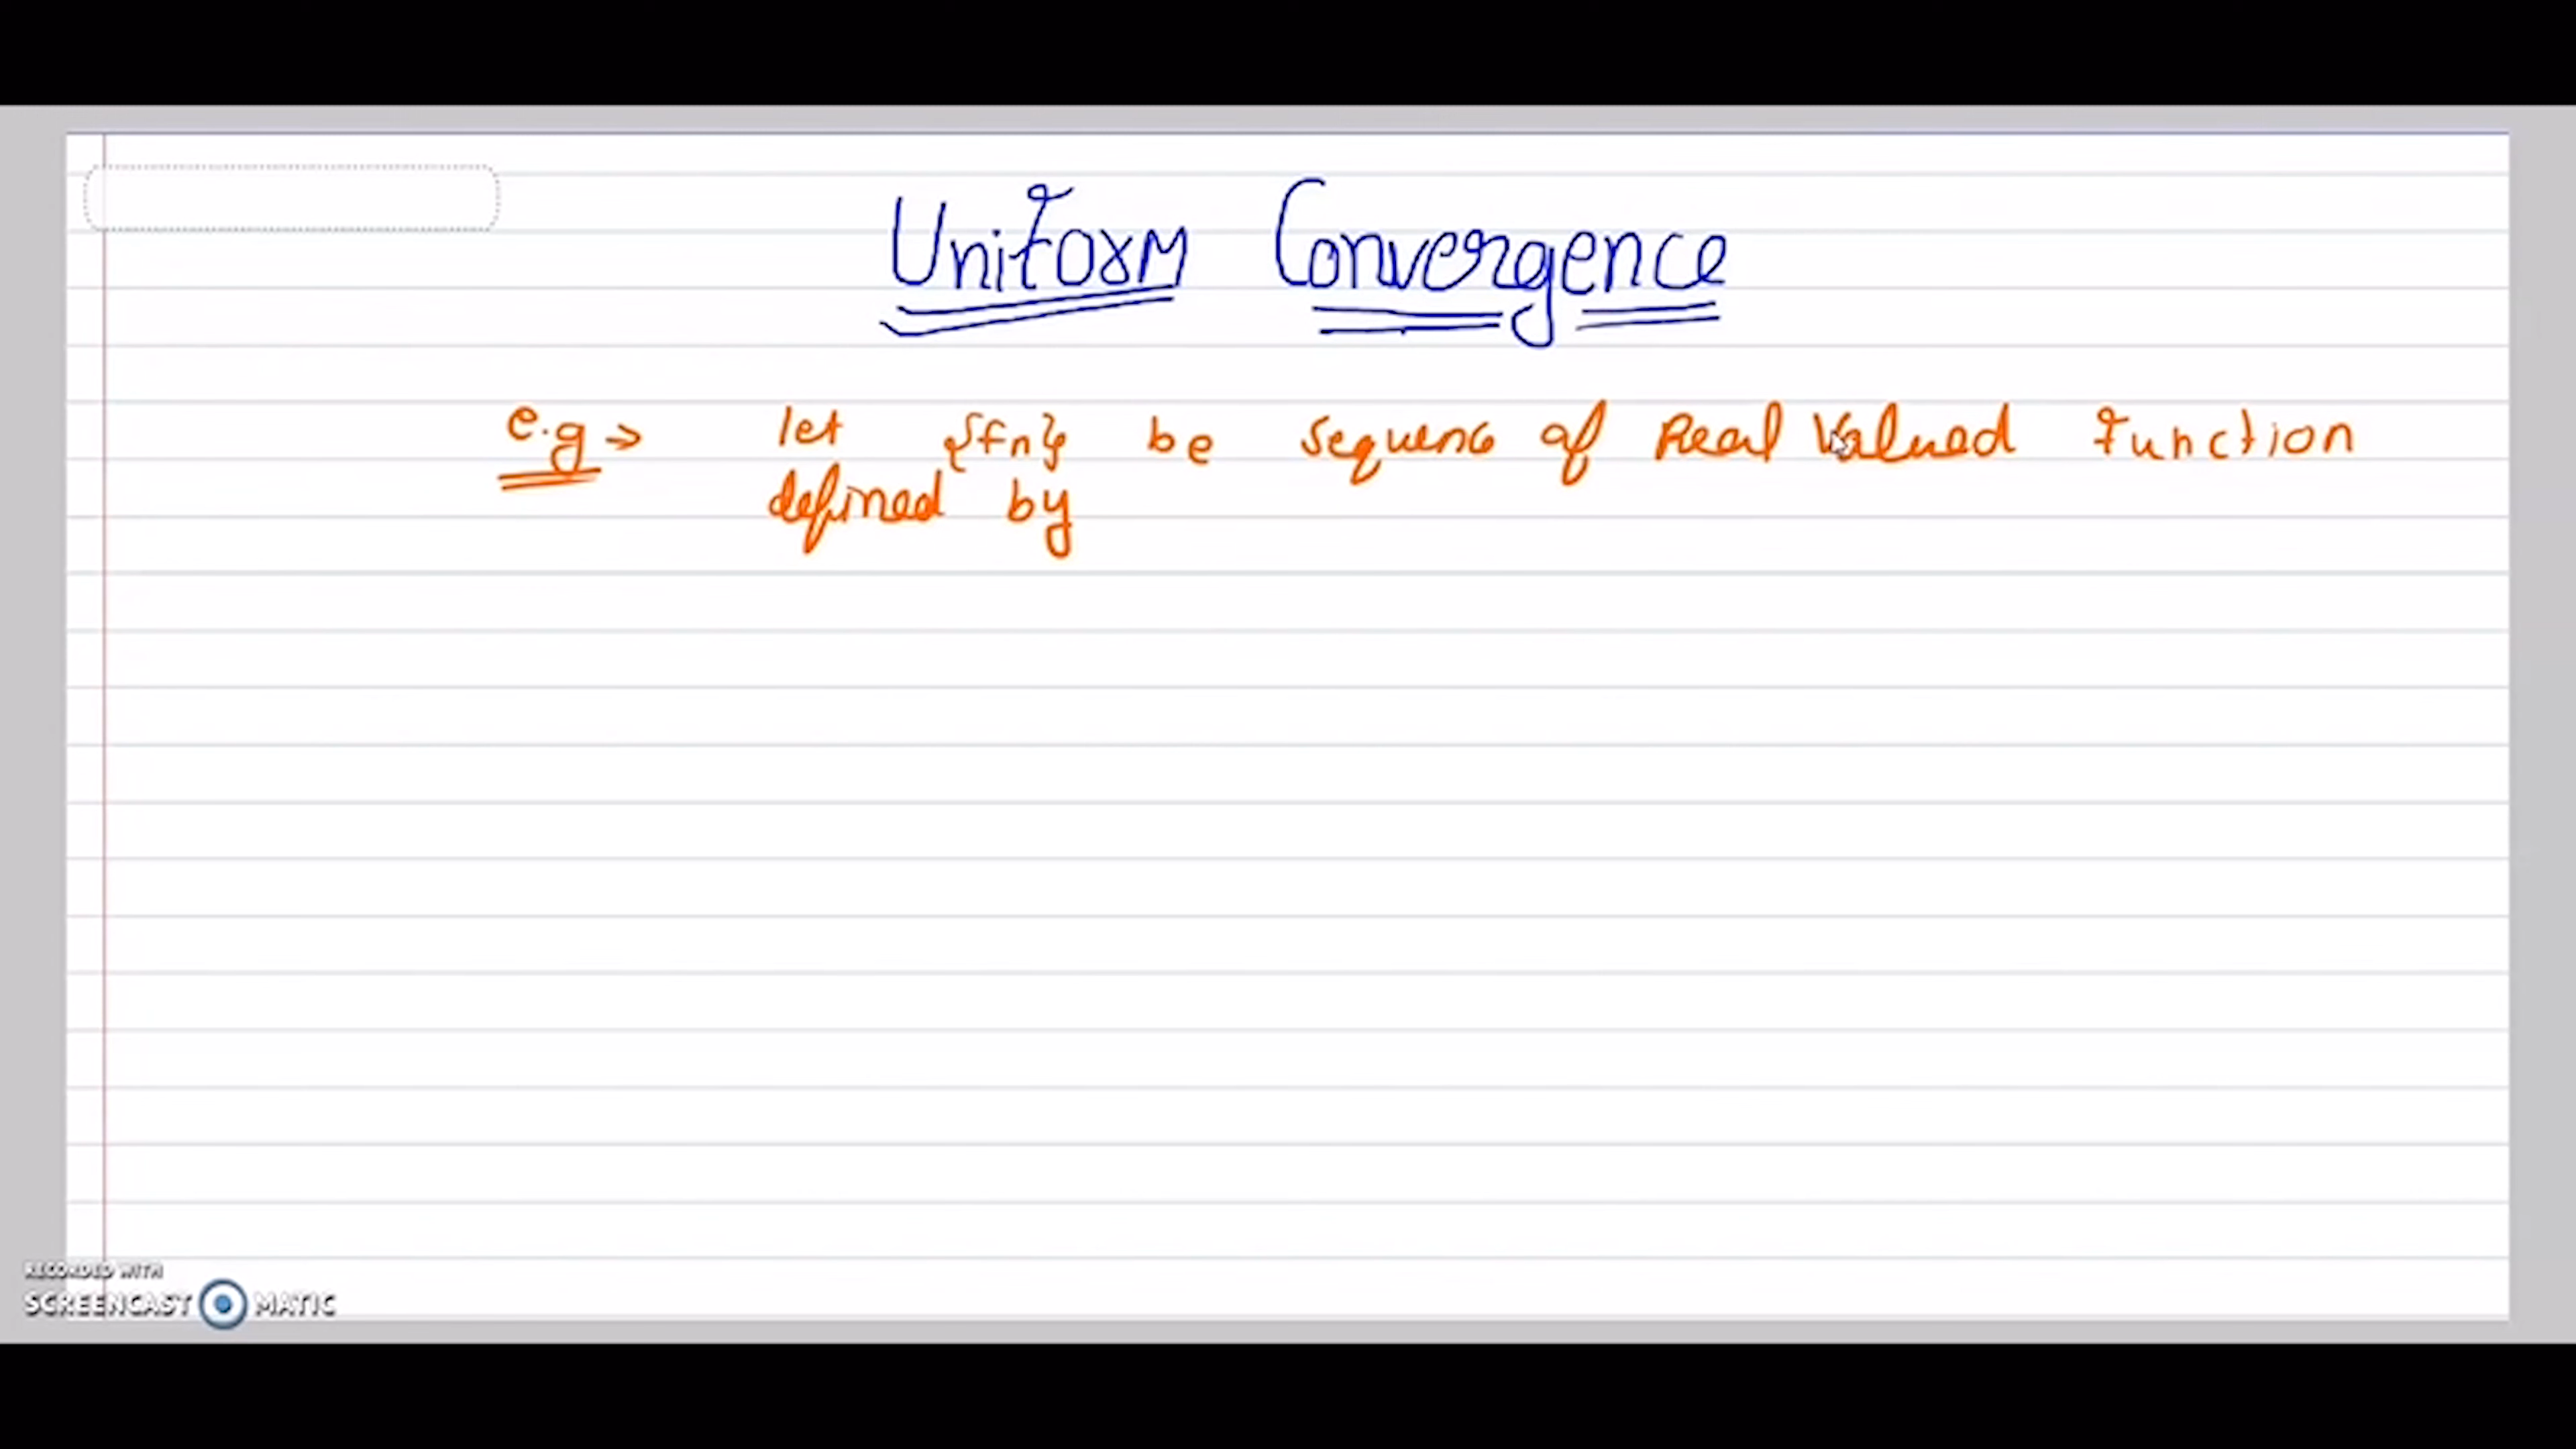 Uniform Convergence
e.g → let {fn} be sequence of Real Valued Function
defined by
RECORDED WITH
SCREENCAST MATIC